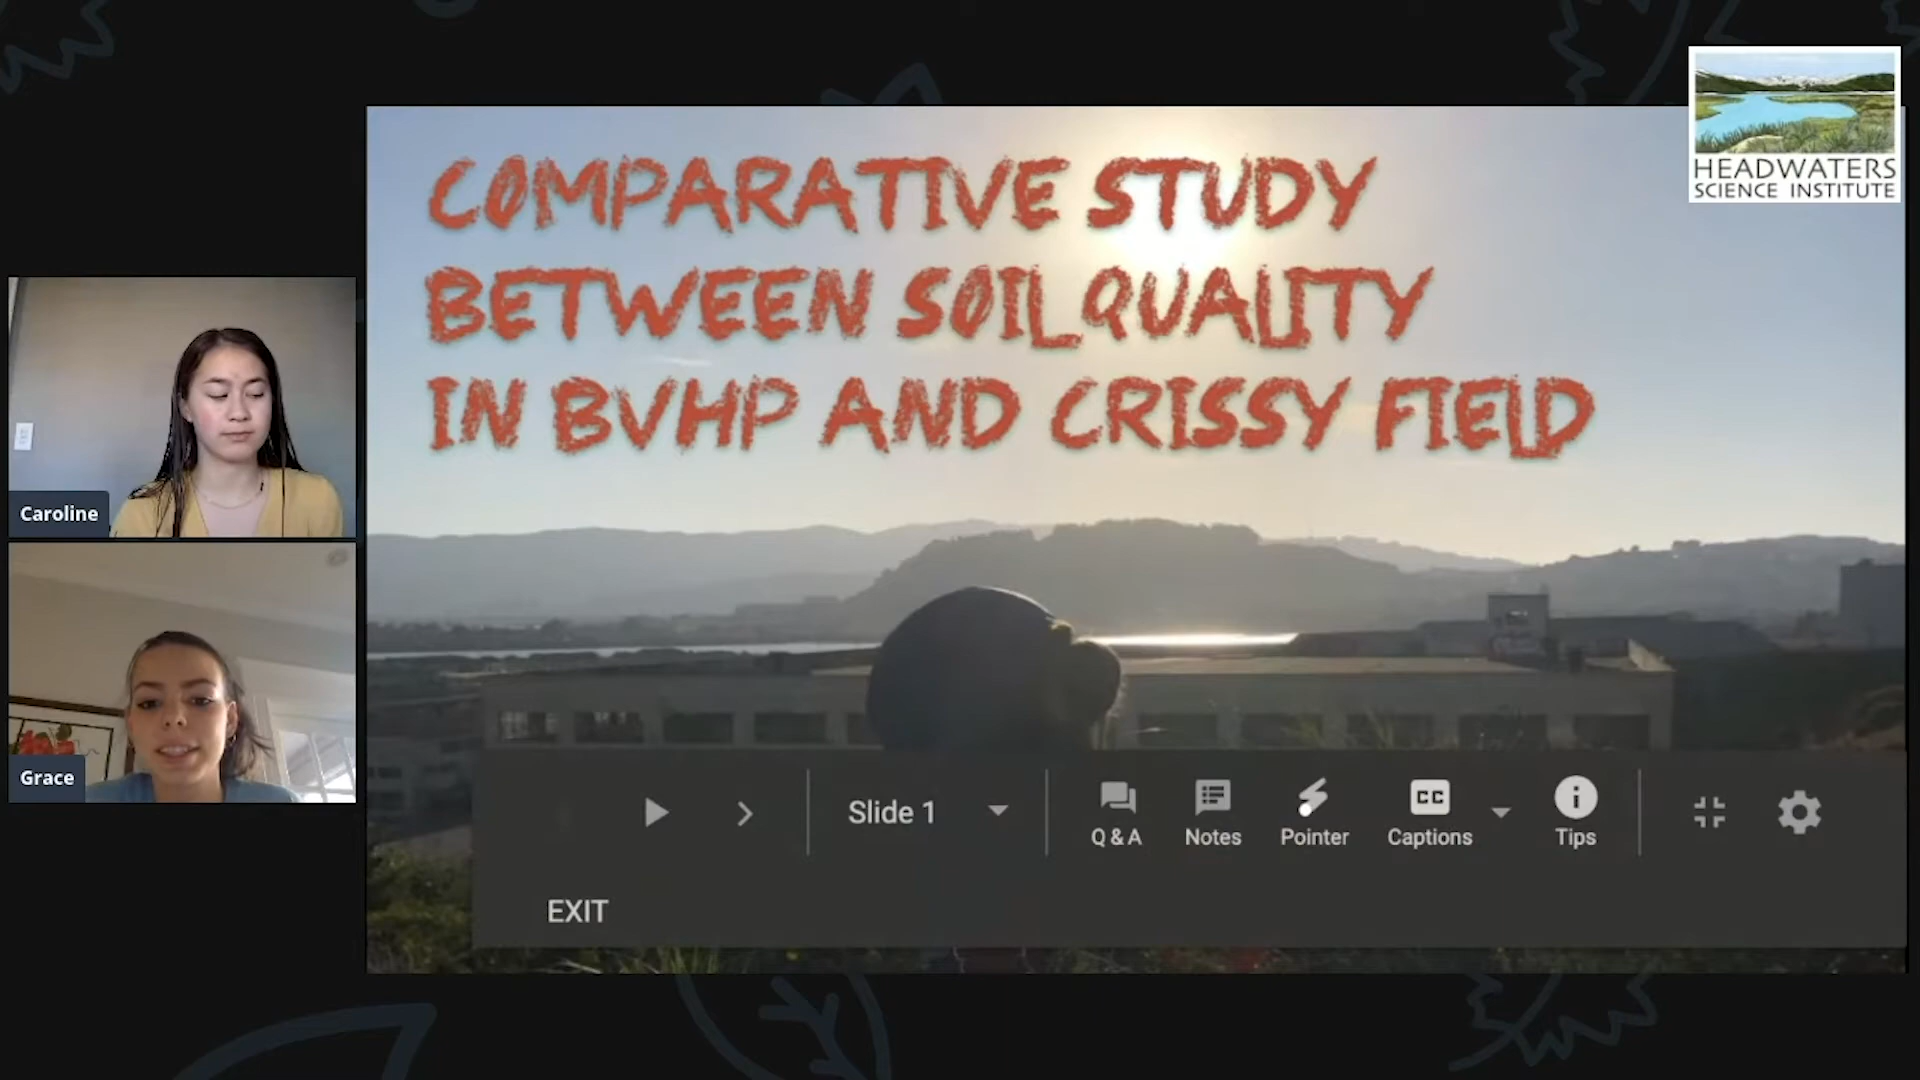 HEADWATERS
SCIENCE INSTITUTE
COMPARATIVE STUDY
BETWEEN SOIL QUALITY
IN BVHP AND CRISSY FIELD
Caroline
Grace
Slide 1
Q & A
Notes
Pointer
CC
Captions
Tips
EXIT